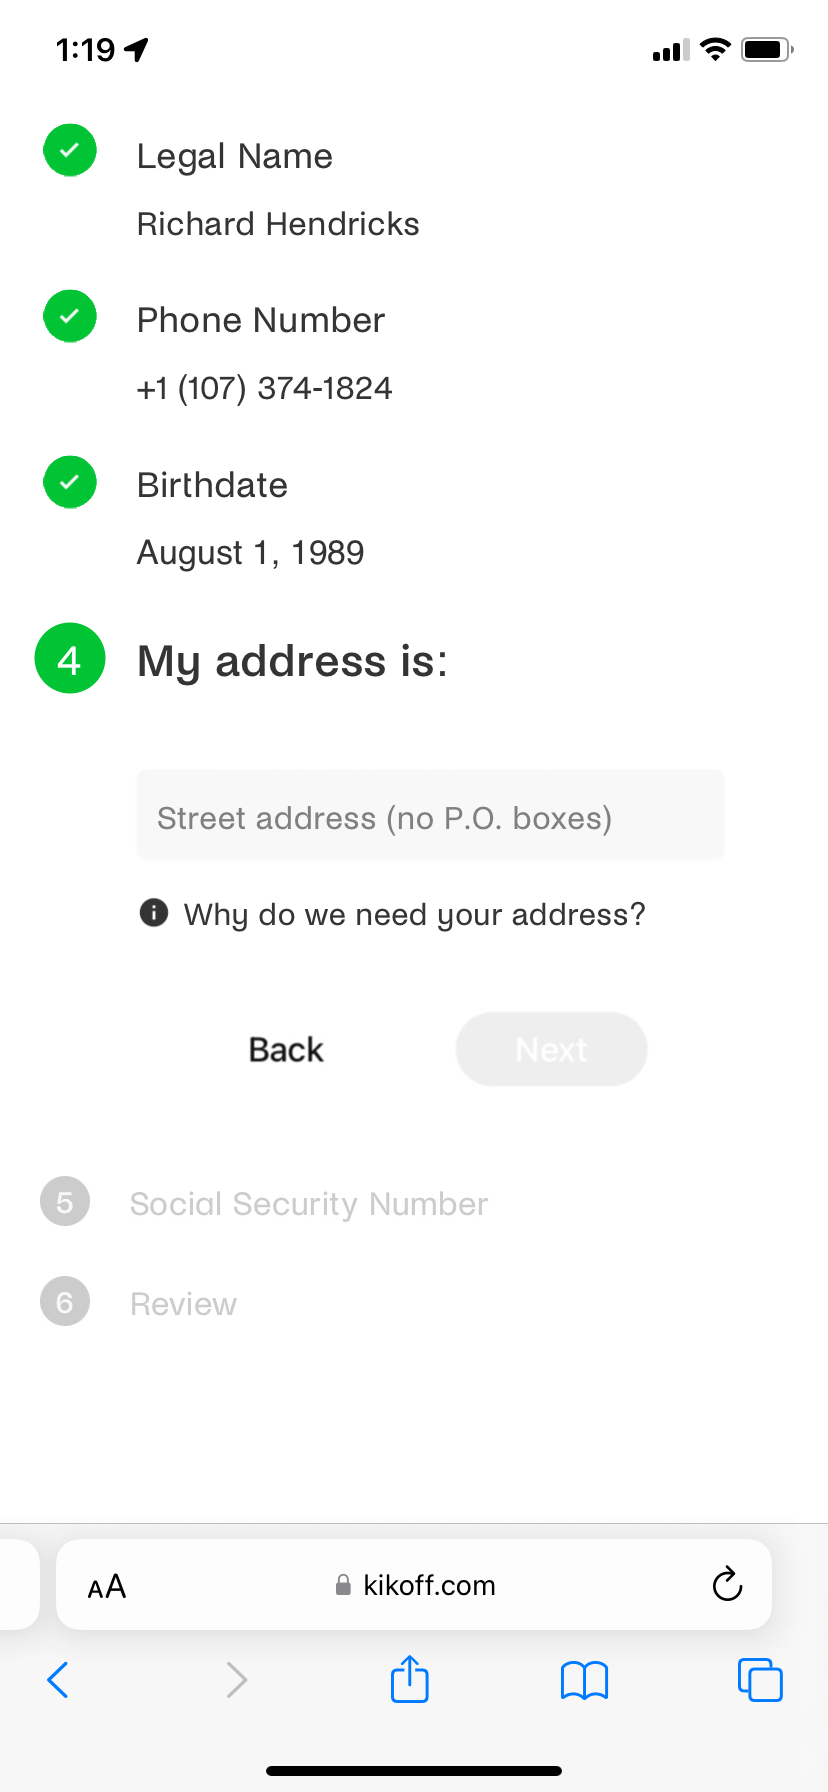 1:19
Legal Name
Richard Hendricks
Phone Number
+1 (107) 374-1824
Birthdate
August 1, 1989
4 My address is:
Street address (no P.O. boxes)
Why do we need your address?
Back Next
5 Social Security Number
6 Review
AA kikoff.com